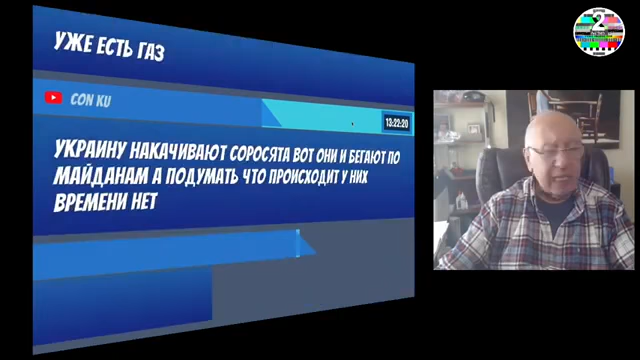 УЖЕ ЕСТЬ ГАЗ
CON KU
13:22:20
УКРАИНУ НАКАЧИВАЮТ СОРОСЯТА ВОТ ОНИ И БЕГАЮТ ПО
МАЙДАНАМ А ПОДУМАТЬ ЧТО ПРОИСХОДИТ У НИХ
ВРЕМЕНИ НЕТ
2